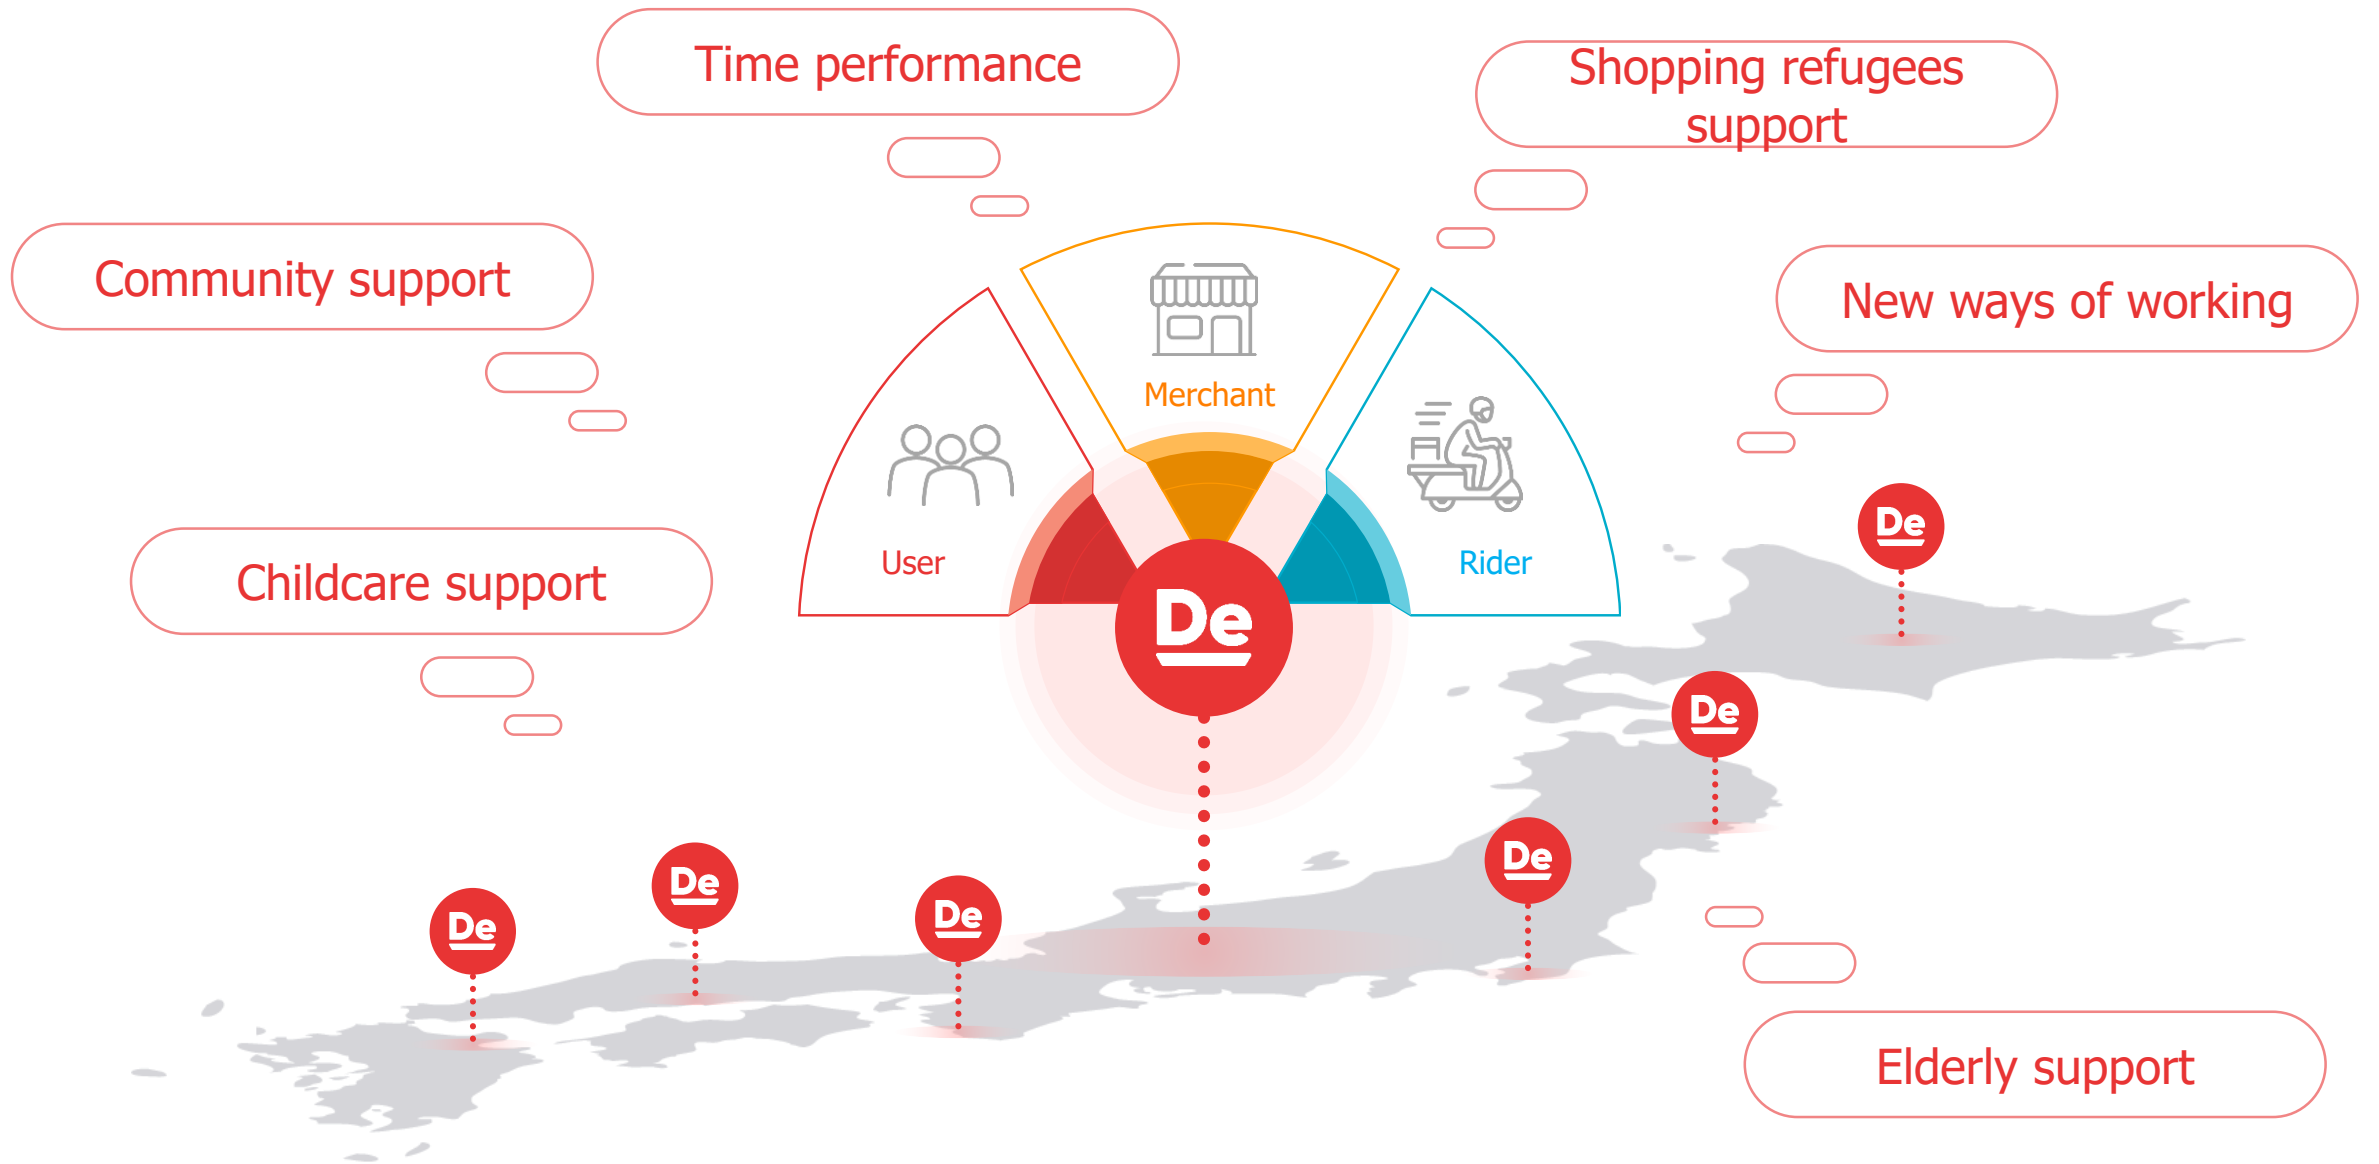 Time performance
Shopping refugees
support
Community support
New ways of working
Merchant
User
Rider
Childcare support
De
De
De
De
De
De
De
Elderly support